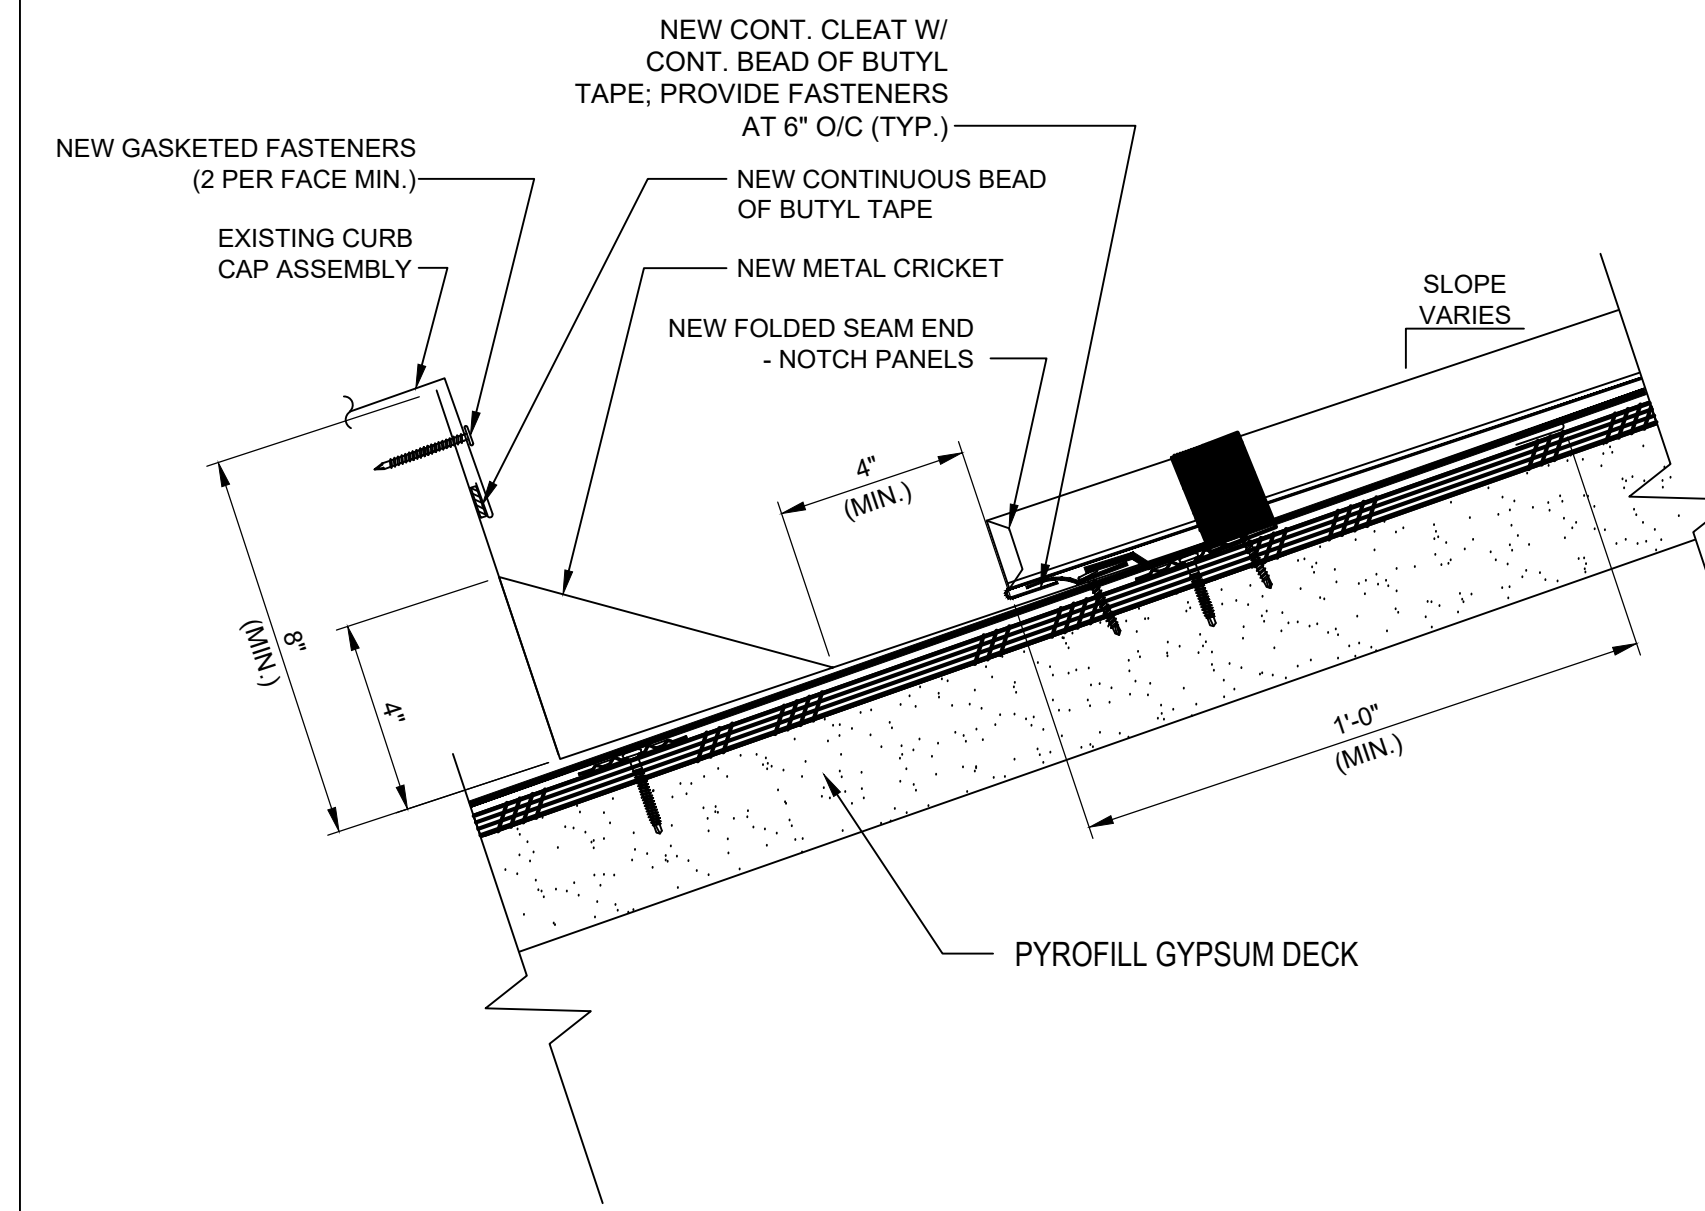 NEW CONT. CLEAT W/
CONT. BEAD OF BUTYL
TAPE; PROVIDE FASTENERS
AT 6" O/C (TYP.)
NEW GASKETED FASTENERS
(2 PER FACE MIN.)
NEW CONTINUOUS BEAD
OF BUTYL TAPE
EXISTING CURB
CAP ASSEMBLY
NEW METAL CRICKET
NEW FOLDED SEAM END
- NOTCH PANELS
SLOPE
VARIES
4"
(MIN.)
8"
(MIN.)
4"
1'-0"
(MIN.)
PYROFILL GYPSUM DECK